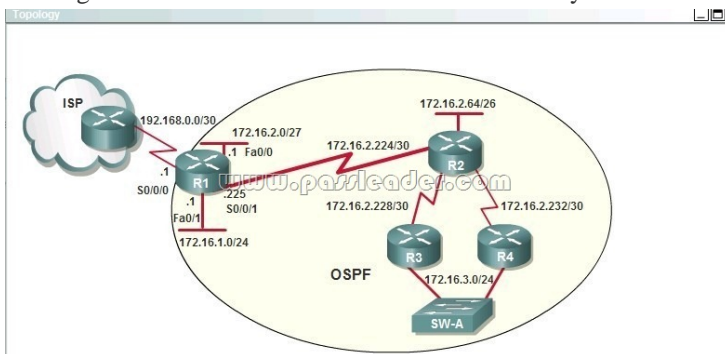 Topology
ISP
192.168.0.0/30
172.16.2.64/26
172.16.2.0/27
172.16.2.224/30
.1 Fa0/0
R2
.1
R1
www.passleader.com
S0/0/0
.225
.1
S0/0/1
172.16.2.228/30
172.16.2.232/30
Fa0/1
172.16.1.0/24
R3
R4
OSPF
172.16.3.0/24
SW-A